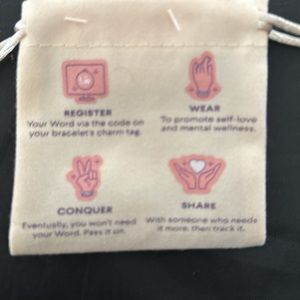 REGISTER
Your Word via the code on
your bracelet's charm tag.
WEAR
To promote self-love
and mental wellness.
CONQUER
Eventually, you won't need
your Word. Pass it on.
SHARE
With someone who needs
it more, then track it.